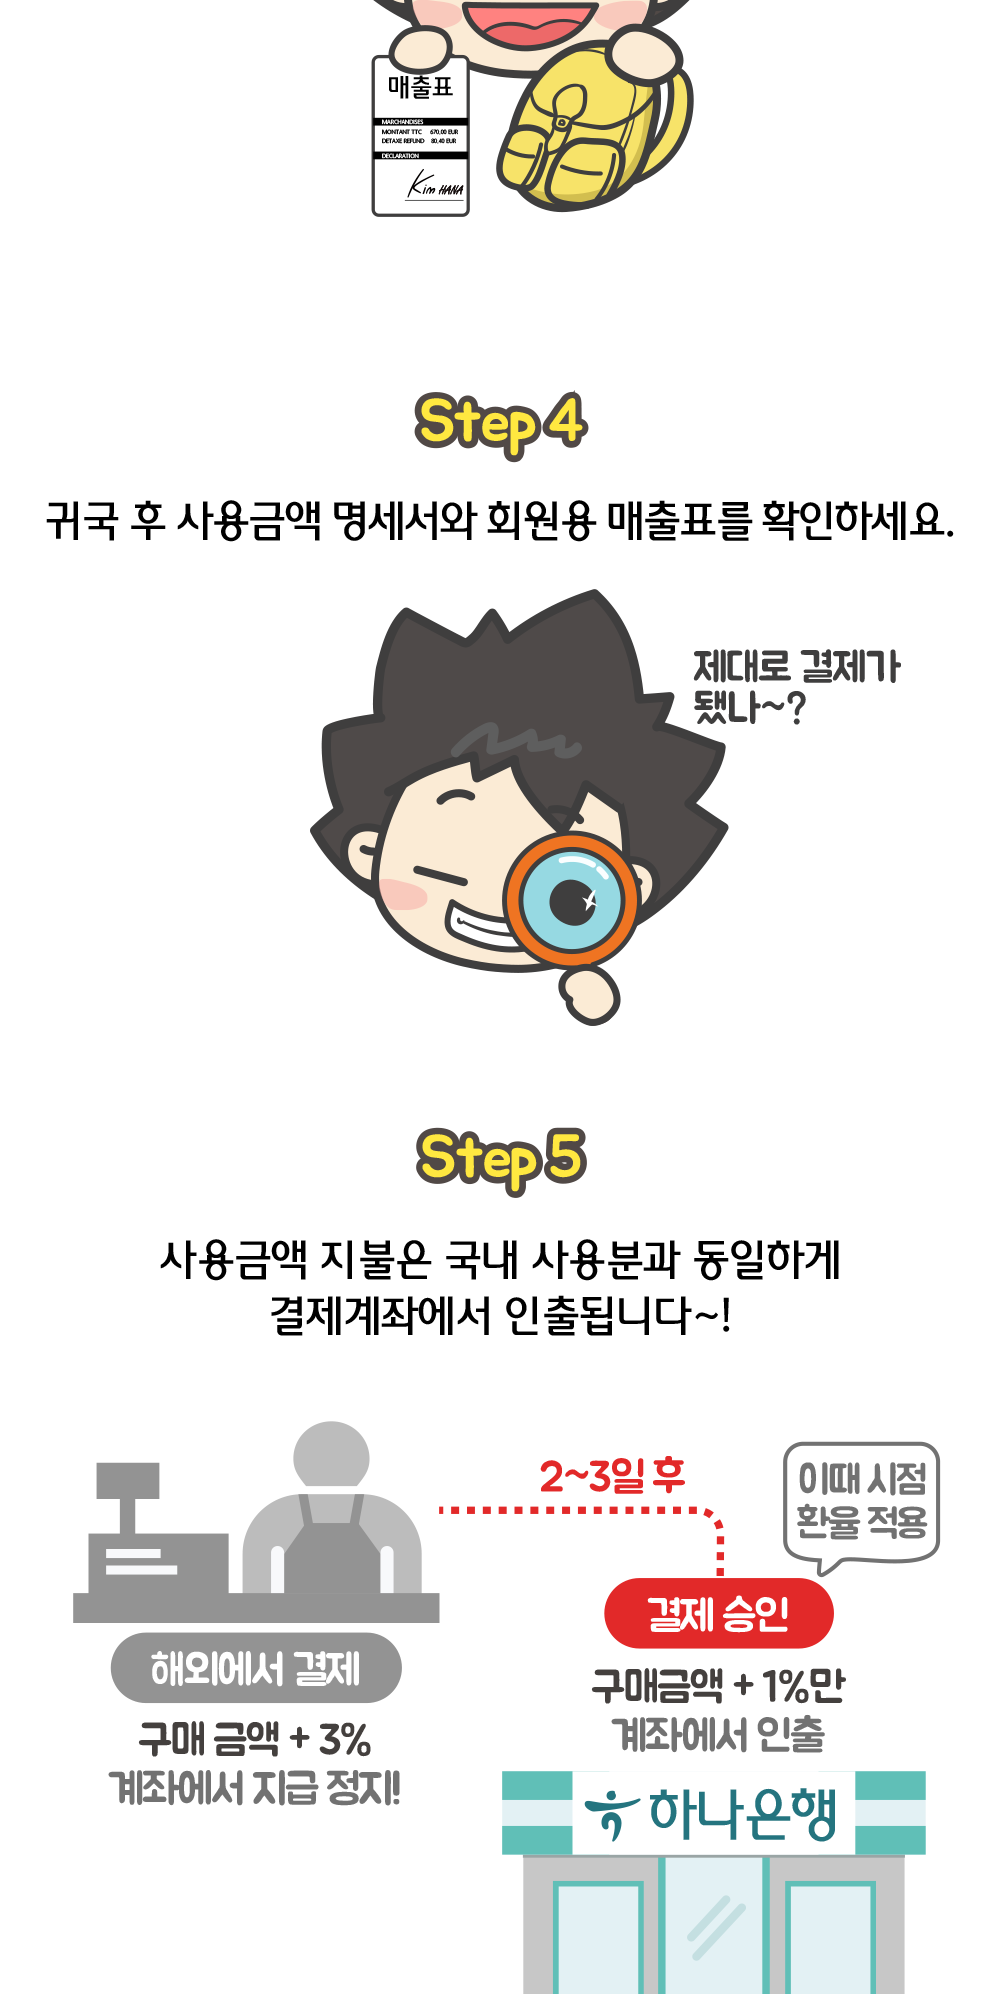 매출표
MARCHANDISES
MONTANT TTC 670,00 EUR
DETAXE REFUND 80,40 EUR
DECLARATION
Kim HANA
Step 4
귀국 후 사용금액 명세서와 회원용 매출표를 확인하세요.
제대로 결제가
됐나~?
Step 5
사용금액 지불은 국내 사용분과 동일하게
결제계좌에서 인출됩니다~!
2~3일 후
이때 시점
환율 적용
결제 승인
해외에서 결제
구매금액 + 1%만
계좌에서 인출
구매 금액 + 3%
계좌에서 지급 정지!
하나은행